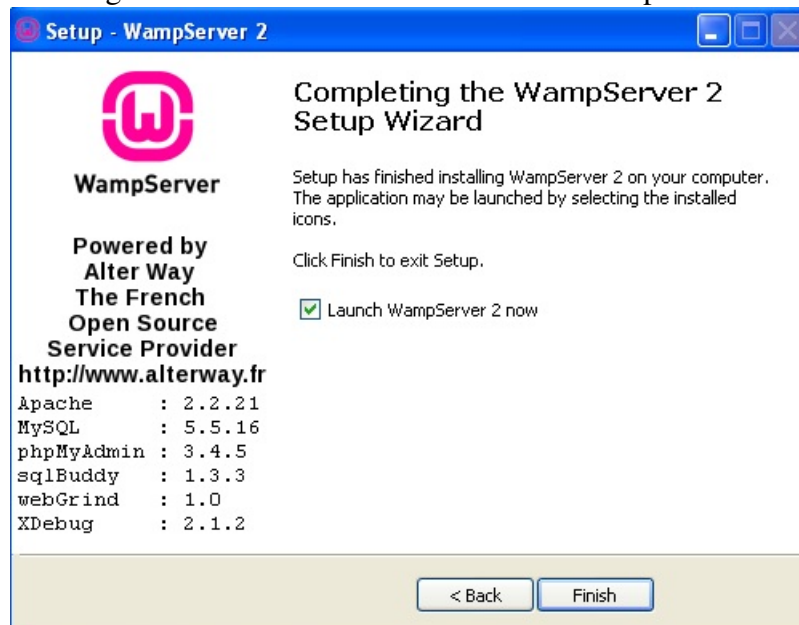 Setup - WampServer 2
WampServer
Powered by
Alter Way
The French
Open Source
Service Provider
http://www.alterway.fr
Apache : 2.2.21
MySQL : 5.5.16
phpMyAdmin : 3.4.5
sqlBuddy : 1.3.3
webGrind : 1.0
XDebug : 2.1.2
Completing the WampServer 2
Setup Wizard
Setup has finished installing WampServer 2 on your computer.
The application may be launched by selecting the installed
icons.
Click Finish to exit Setup.
Launch WampServer 2 now
< Back
Finish